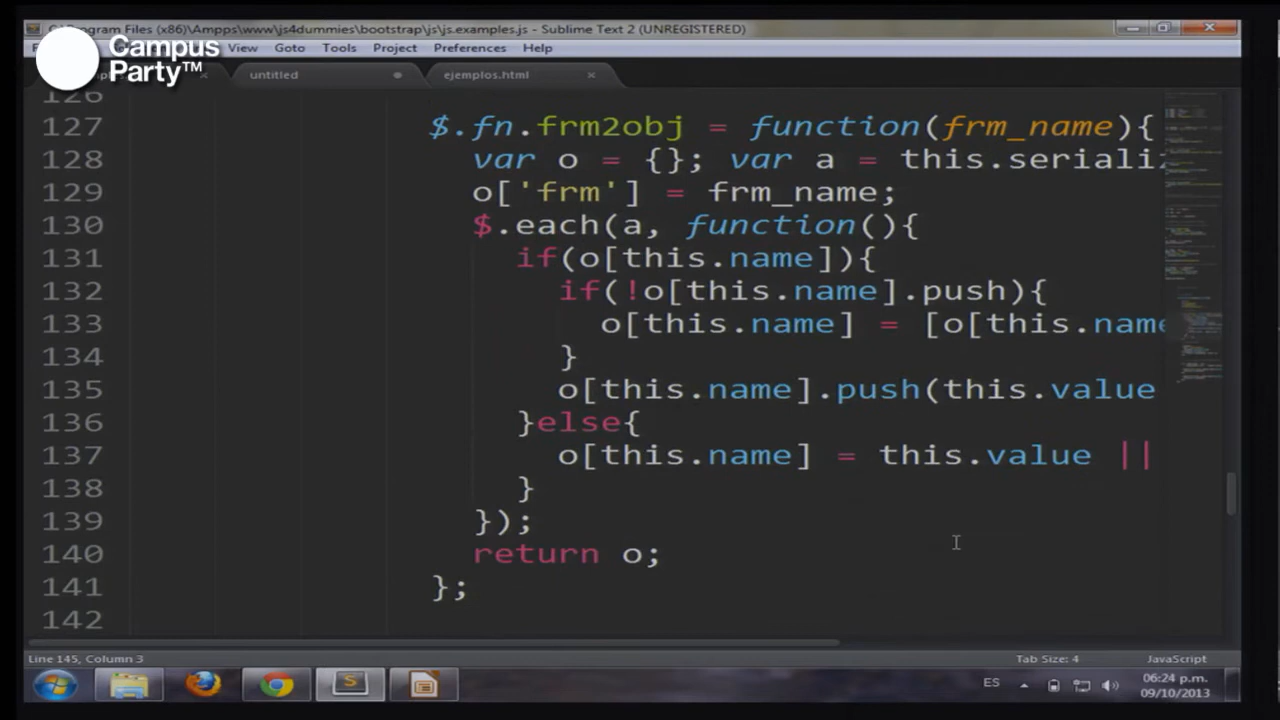 Program Files (x86)\Ampps\www\js4dummies\bootstrap\js\js.examples.js - Sublime Text 2 (UNREGISTERED)
View Goto Tools Project Preferences Help
Campus
Party™
untitled
ejemplos.html
126
127 $.fn.frm2obj = function(frm_name){
128 var o = {}; var a = this.seriali
129 o['frm'] = frm_name;
130 $.each(a, function(){
131 if(o[this.name]){
132 if(!o[this.name].push){
133 o[this.name] = [o[this.name
134 }
135 o[this.name].push(this.value
136 }else{
137 o[this.name] = this.value ||
138 }
139 });
140 return o;
141 };
142
Line 145, Column 3
Tab Size: 4
JavaScript
ES
06:24 p.m.
09/10/2013